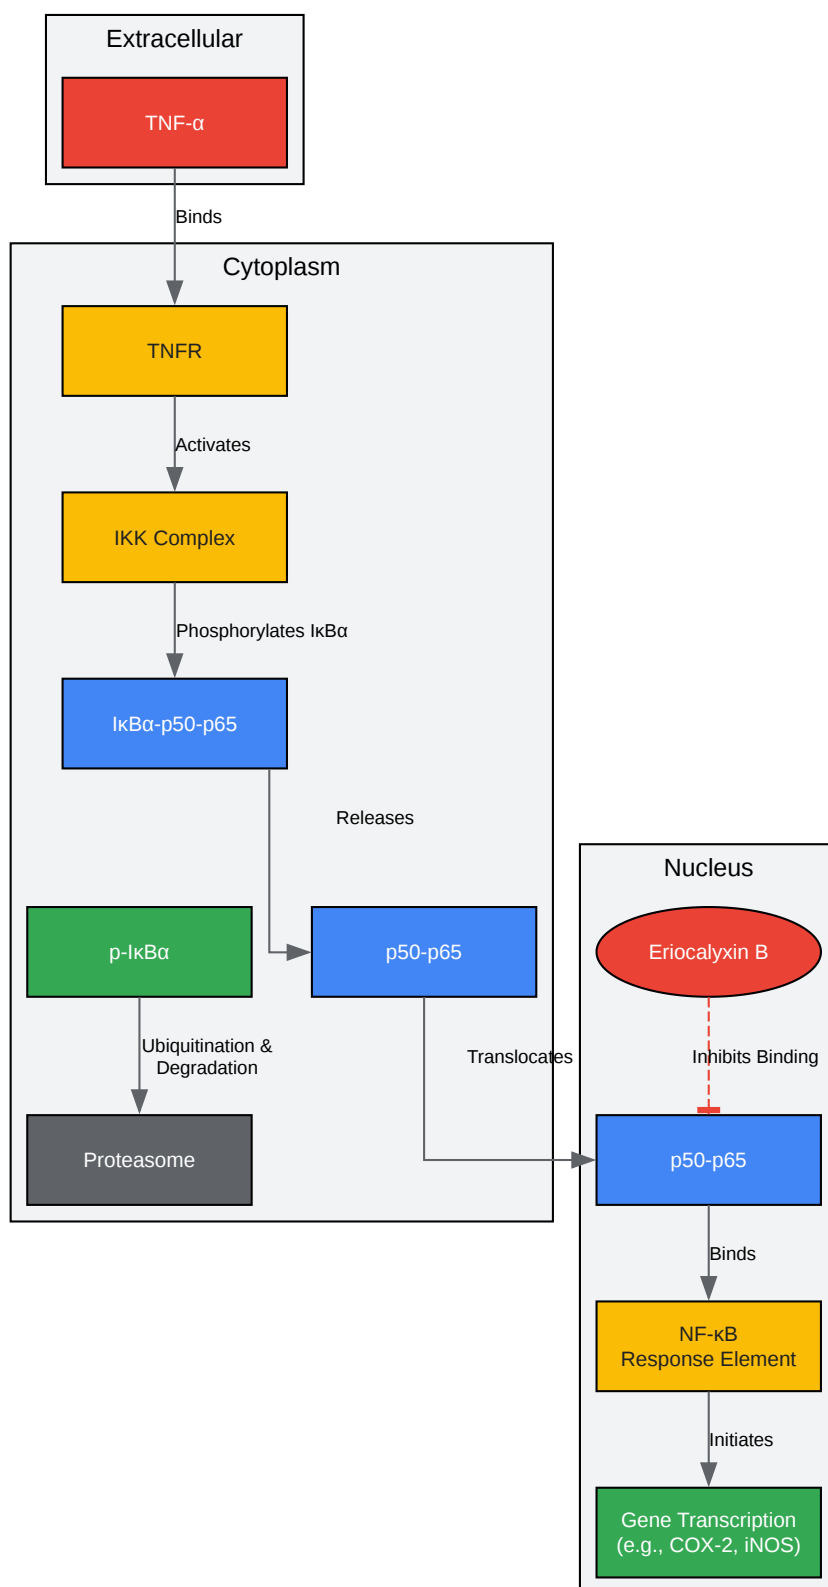 Extracellular
TNF-α
Binds
Cytoplasm
TNFR
Activates
IKK Complex
Phosphorylates IκBα
IκBα-p50-p65
Releases
Nucleus
p-IκBα
p50-p65
Eriocalyxin B
Ubiquitination &
Degradation
Translocates
Inhibits Binding
Proteasome
p50-p65
Binds
NF-κB
Response Element
Initiates
Gene Transcription
(e.g., COX-2, iNOS)